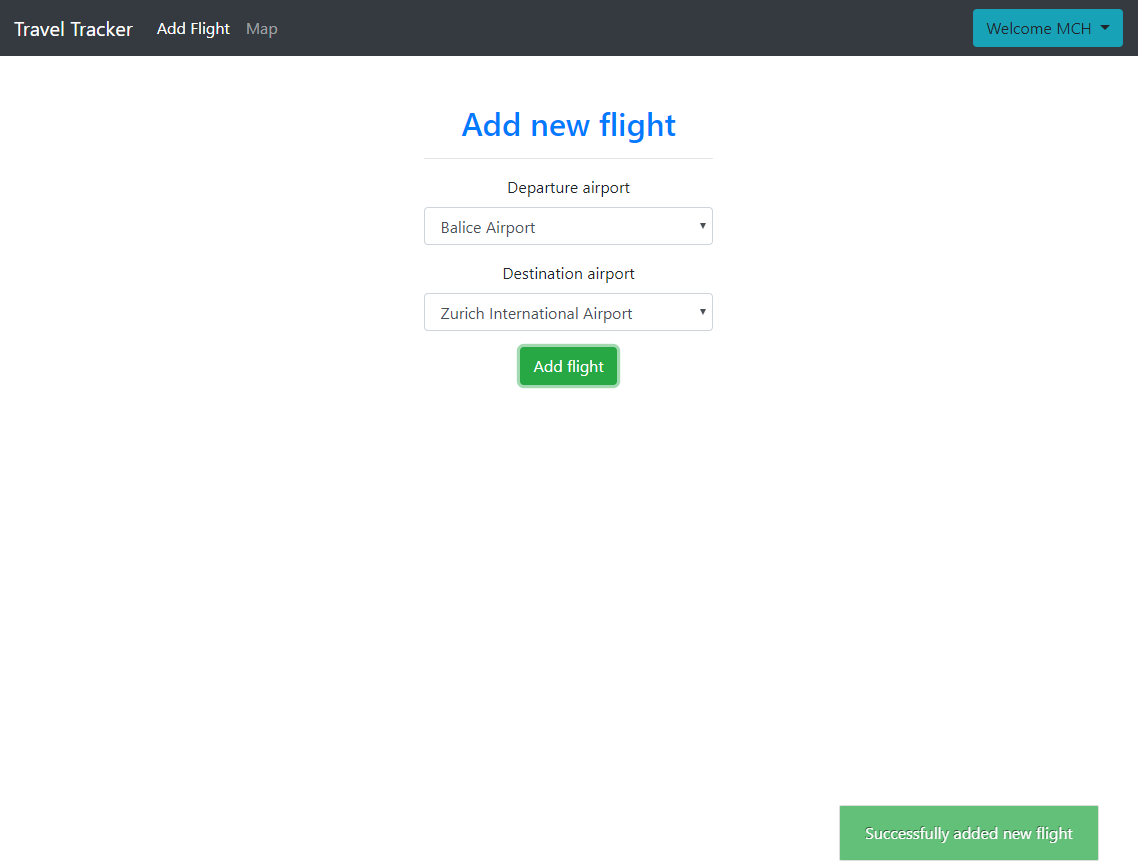 Travel Tracker Add Flight Map Welcome MCH
Add new flight
Departure airport
Balice Airport
Destination airport
Zurich International Airport
Add flight
Successfully added new flight